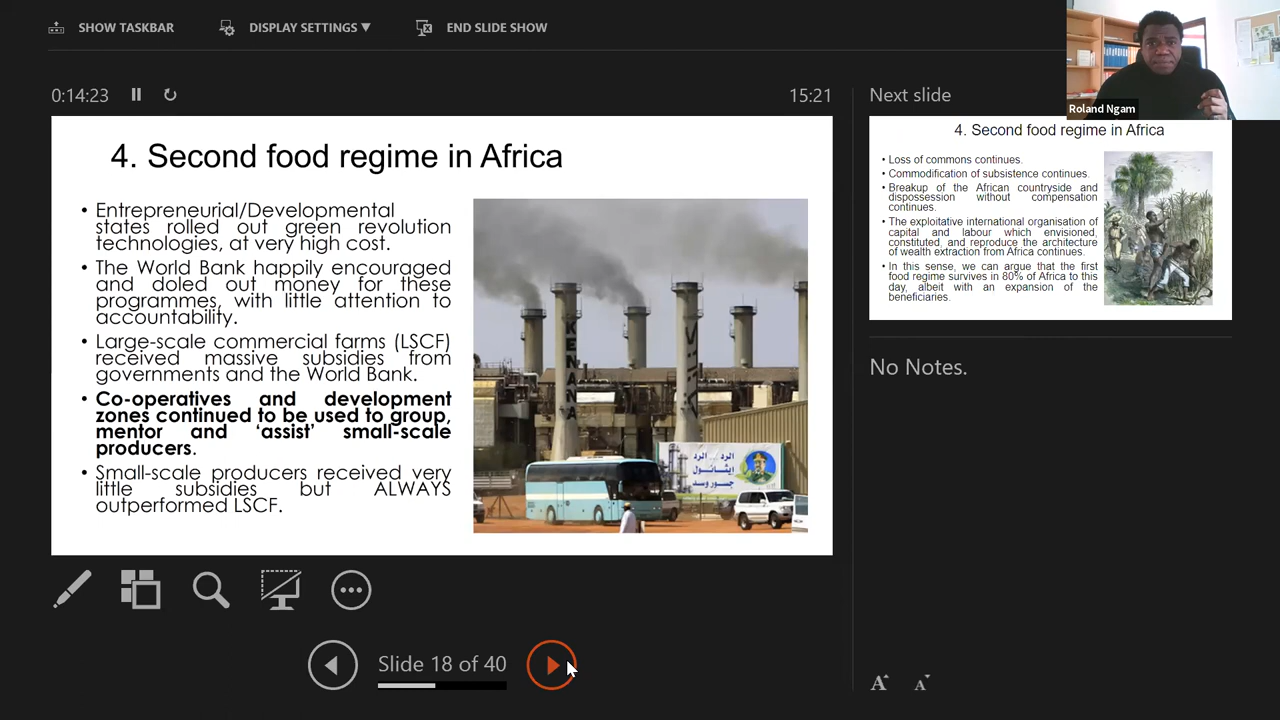 SHOW TASKBAR
DISPLAY SETTINGS ▼
END SLIDE SHOW
0:14:23
15:21
Next slide
Roland Ngam
4. Second food regime in Africa
• Entrepreneurial/Developmental
states rolled out green revolution
technologies, at very high cost.
• The World Bank happily encouraged
and doled out money for these
programmes, with little attention to
accountability.
• Large-scale commercial farms (LSCF)
received massive subsidies from
governments and the World Bank.
• Co-operatives and development
zones continued to be used to group,
mentor and ‘assist’ small-scale
producers.
• Small-scale producers received very
little subsidies but ALWAYS
outperformed LSCF.
KENANA
الرد الرد
ايثانول
جسور وسد
4. Second food regime in Africa
• Loss of commons continues.
• Commodification of subsistence continues.
• Breakup of the African countryside and
dispossession without compensation
continues.
• The exploitative international organisation of
capital and labour which envisioned,
constituted, and reproduce the architecture
of wealth extraction from Africa continues.
• In this sense, we can argue that the first
food regime survives in 80% of Africa to this
day, albeit with an expansion of the
beneficiaries.
No Notes.
Slide 18 of 40
A A